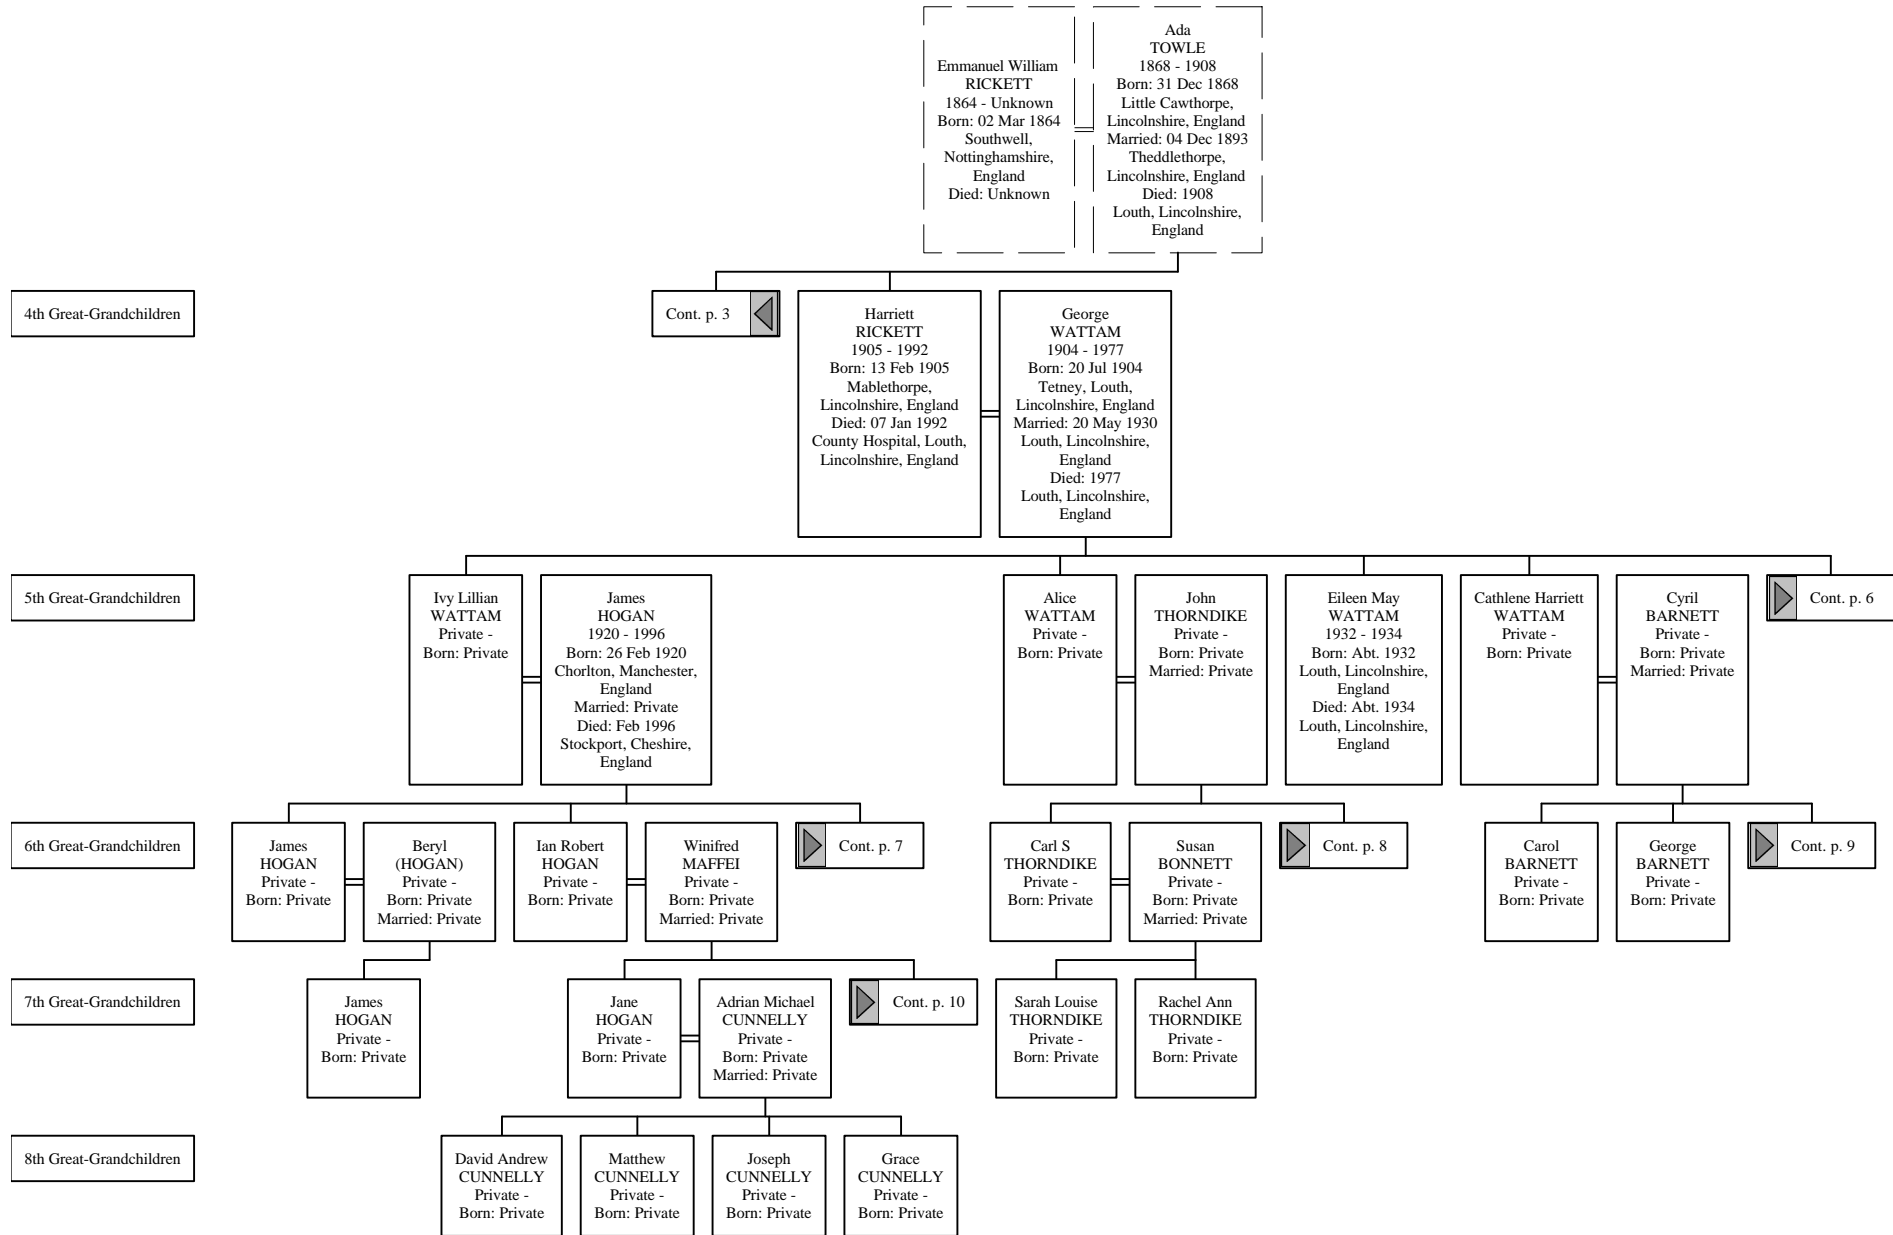 Emmanuel William
RICKETT
1864 - Unknown
Born: 02 Mar 1864
Southwell,
Nottinghamshire,
England
Died: Unknown
Ada
TOWLE
1868 - 1908
Born: 31 Dec 1868
Little Cawthorpe,
Lincolnshire, England
Married: 04 Dec 1893
Theddlethorpe,
Lincolnshire, England
Died: 1908
Louth, Lincolnshire,
England
4th Great-Grandchildren
Cont. p. 3
Harriett
RICKETT
1905 - 1992
Born: 13 Feb 1905
Mablethorpe,
Lincolnshire, England
Died: 07 Jan 1992
County Hospital, Louth,
Lincolnshire, England
George
WATTAM
1904 - 1977
Born: 20 Jul 1904
Tetney, Louth,
Lincolnshire, England
Married: 20 May 1930
Louth, Lincolnshire,
England
Died: 1977
Louth, Lincolnshire,
England
5th Great-Grandchildren
Ivy Lillian
WATTAM
Private -
Born: Private
James
HOGAN
1920 - 1996
Born: 26 Feb 1920
Chorlton, Manchester,
England
Married: Private
Died: Feb 1996
Stockport, Cheshire,
England
Alice
WATTAM
Private -
Born: Private
John
THORNDIKE
Private -
Born: Private
Married: Private
Eileen May
WATTAM
1932 - 1934
Born: Abt. 1932
Louth, Lincolnshire,
England
Died: Abt. 1934
Louth, Lincolnshire,
England
Cathlene Harriett
WATTAM
Private -
Born: Private
Cyril
BARNETT
Private -
Born: Private
Married: Private
Cont. p. 6
6th Great-Grandchildren
James
HOGAN
Private -
Born: Private
Beryl
(HOGAN)
Private -
Born: Private
Married: Private
Ian Robert
HOGAN
Private -
Born: Private
Winifred
MAFFEI
Private -
Born: Private
Married: Private
Cont. p. 7
Carl S
THORNDIKE
Private -
Born: Private
Susan
BONNETT
Private -
Born: Private
Married: Private
Cont. p. 8
Carol
BARNETT
Private -
Born: Private
George
BARNETT
Private -
Born: Private
Cont. p. 9
7th Great-Grandchildren
James
HOGAN
Private -
Born: Private
Jane
HOGAN
Private -
Born: Private
Adrian Michael
CUNNELLY
Private -
Born: Private
Married: Private
Cont. p. 10
Sarah Louise
THORNDIKE
Private -
Born: Private
Rachel Ann
THORNDIKE
Private -
Born: Private
8th Great-Grandchildren
David Andrew
CUNNELLY
Private -
Born: Private
Matthew
CUNNELLY
Private -
Born: Private
Joseph
CUNNELLY
Private -
Born: Private
Grace
CUNNELLY
Private -
Born: Private